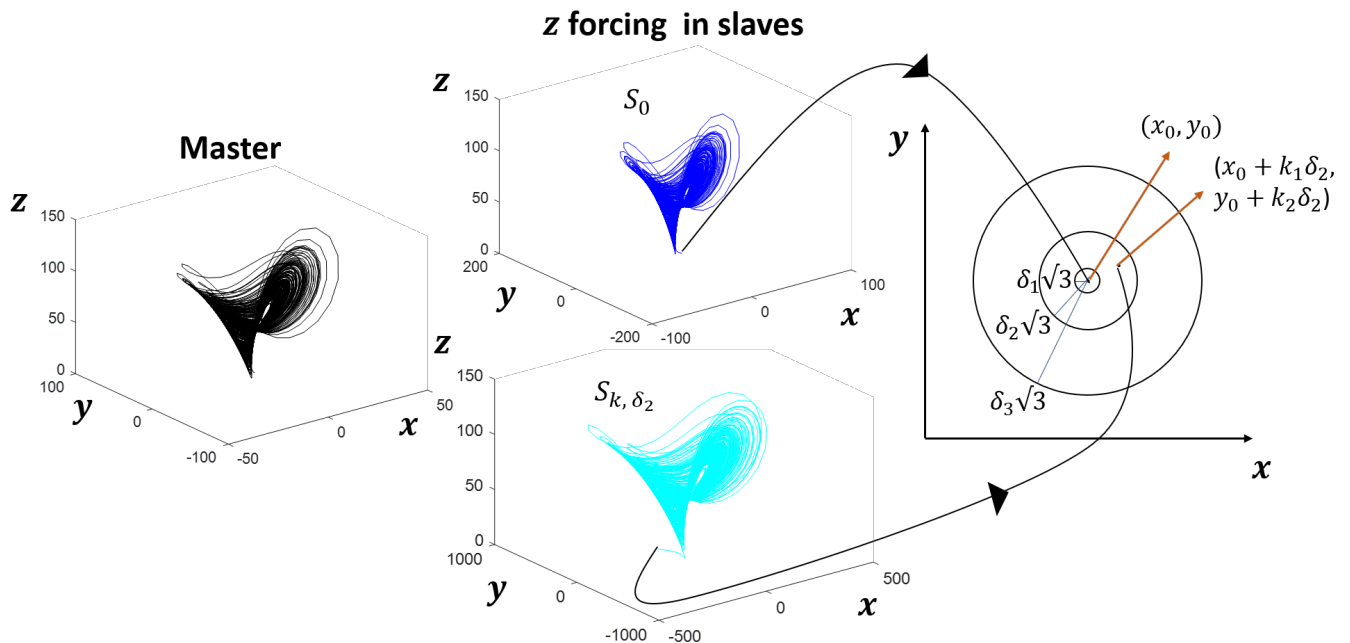 z forcing in slaves
Master
z
150
100
50
0
100
y
0
-100
-50
0
x
50
z
150
S₀
100
50
0
200
y
0
-200
-100
0
x
100
z
150
Sₖ, δ₂
100
50
0
1000
y
0
-1000
-500
0
x
500
y
(x₀, y₀)
(x₀ + k₁δ₂,
y₀ + k₂δ₂)
δ₁√3
δ₂√3
δ₃√3
x